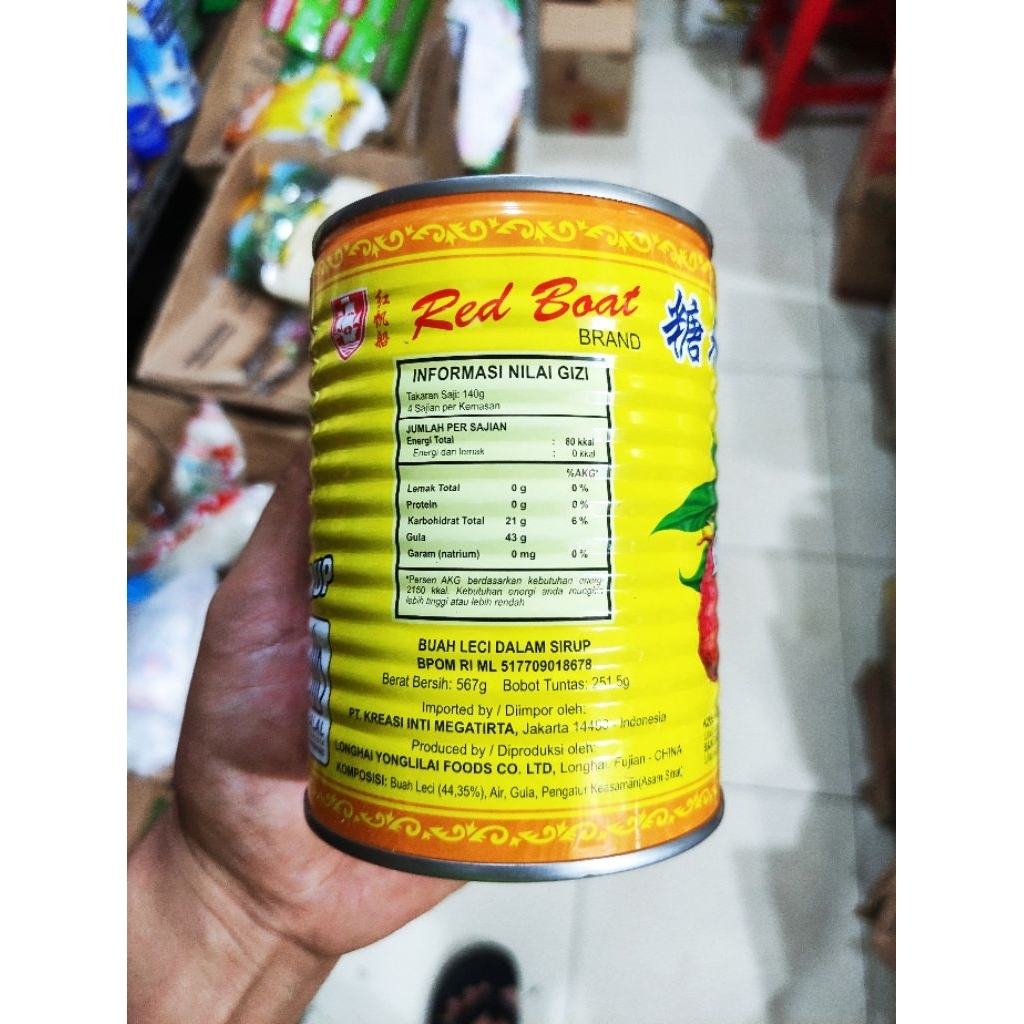 红帆船
Red Boat
BRAND
糖
INFORMASI NILAI GIZI
Takaran Saji: 140g
4 Sajian per Kemasan
JUMLAH PER SAJIAN
Energi Total : 80 kkal
Energi dari lemak : 0 kkal
%AKG*
Lemak Total 0 g 0 %
Protein 0 g 0 %
Karbohidrat Total 21 g 6 %
Gula 43 g
Garam (natrium) 0 mg 0 %
*Persen AKG berdasarkan kebutuhan energi
2150 kkal. Kebutuhan energi anda mungkin
lebih tinggi atau lebih rendah
BUAH LECI DALAM SIRUP
BPOM RI ML 517709018678
Berat Bersih: 567g Bobot Tuntas: 251.5g
Imported by / Diimpor oleh:
PT. KREASI INTI MEGATIRTA, Jakarta 14450 - Indonesia
Produced by / Diproduksi oleh:
LONGHAI YONGLILAI FOODS CO. LTD, Longhai, Fujian - CHINA
KOMPOSISI: Buah Leci (44,35%), Air, Gula, Pengatur Keasaman(Asam Sitrat)